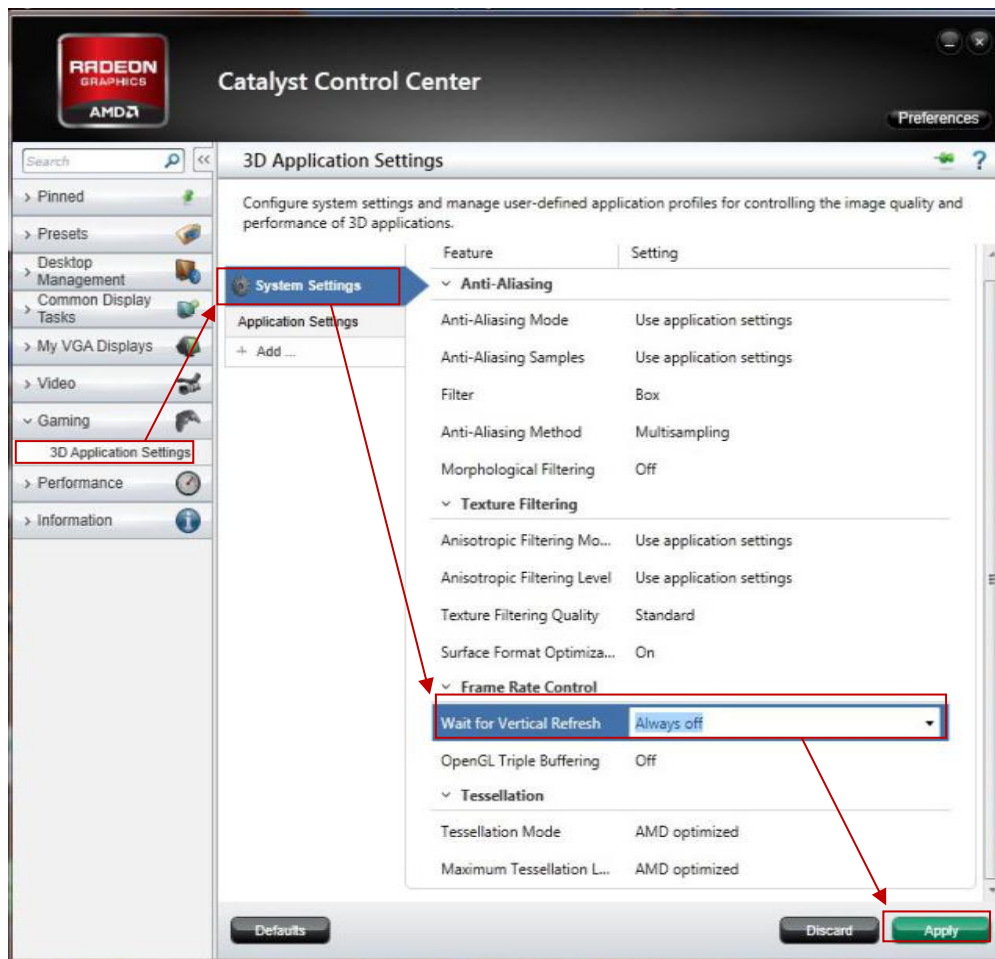 RADEON
GRAPHICS
AMD
Catalyst Control Center
Preferences
Search
<<
3D Application Settings
?
Pinned
Presets
Desktop
Management
Common Display
Tasks
My VGA Displays
Video
Gaming
3D Application Settings
Performance
Information
Configure system settings and manage user-defined application profiles for controlling the image quality and
performance of 3D applications.
System Settings
Application Settings
+ Add ...
Feature Setting
Anti-Aliasing
Anti-Aliasing Mode Use application settings
Anti-Aliasing Samples Use application settings
Filter Box
Anti-Aliasing Method Multisampling
Morphological Filtering Off
Texture Filtering
Anisotropic Filtering Mo... Use application settings
Anisotropic Filtering Level Use application settings
Texture Filtering Quality Standard
Surface Format Optimiza... On
Frame Rate Control
Wait for Vertical Refresh Always off
OpenGL Triple Buffering Off
Tessellation
Tessellation Mode AMD optimized
Maximum Tessellation L... AMD optimized
Defaults Discard Apply